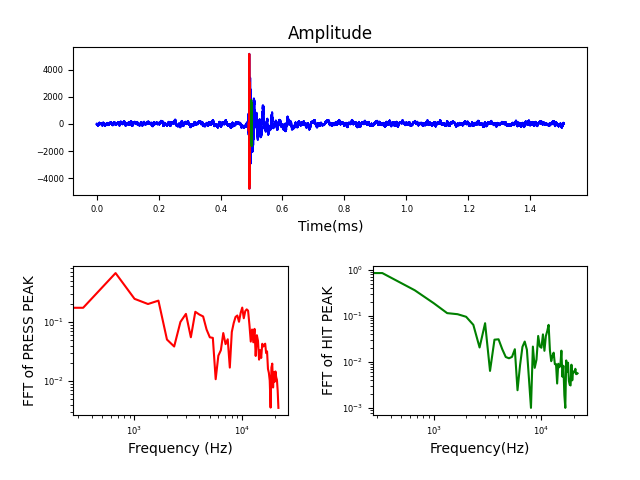 Amplitude
4000
2000
0
−2000
−4000
0.0 0.2 0.4 0.6 0.8 1.0 1.2 1.4
Time(ms)
FFT of PRESS PEAK
10⁻¹
10⁻²
10³ 10⁴
Frequency (Hz)
FFT of HIT PEAK
10⁰
10⁻¹
10⁻²
10⁻³
10³ 10⁴
Frequency(Hz)